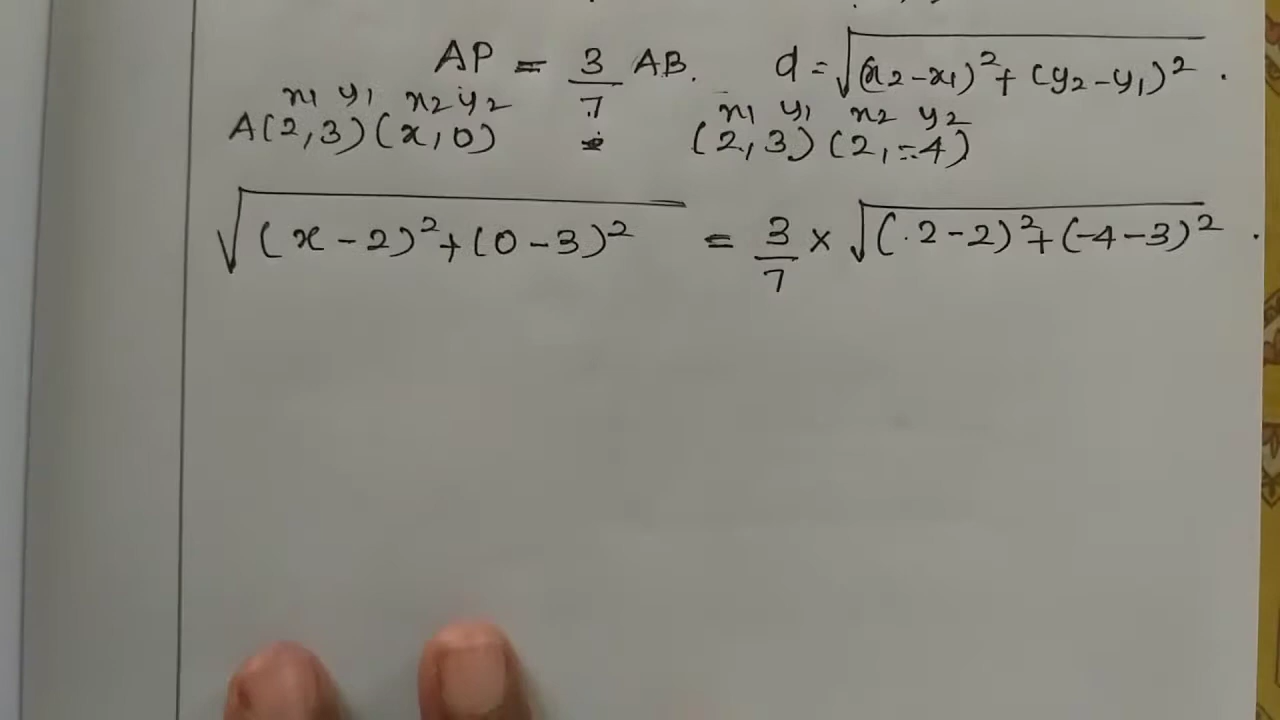 AP = 3/7 AB. d = √(x2-x1)²+(y2-y1)² .
x1 y1 x2 y2 x1 y1 x2 y2
A(2,3)(x,0) (2,3)(2,-4)
√(x-2)²+(0-3)² = 3/7 × √(2-2)²+(-4-3)² .